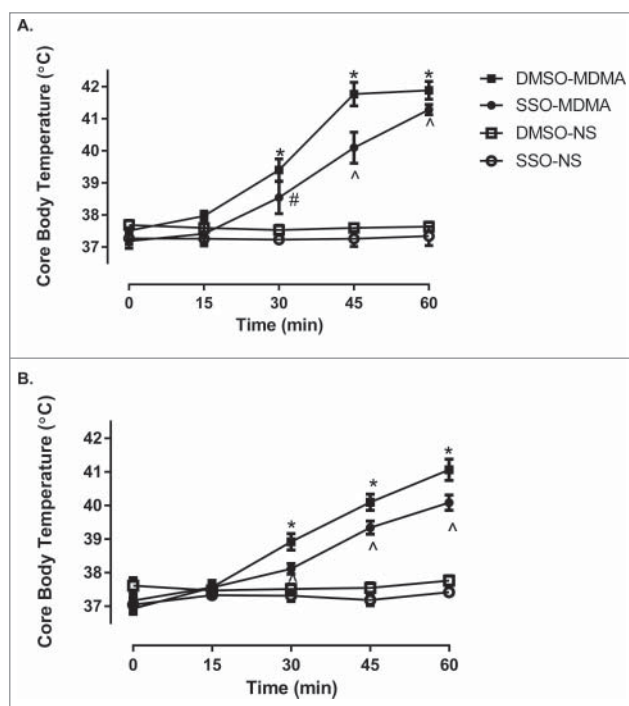 A.
Core Body Temperature (°C)
42
41
40
39
38
37
* * * # ^ ^
0 15 30 45 60
Time (min)
DMSO-MDMA
SSO-MDMA
DMSO-NS
SSO-NS
B.
Core Body Temperature (°C)
42
41
40
39
38
37
* * * ^ ^ ^
0 15 30 45 60
Time (min)